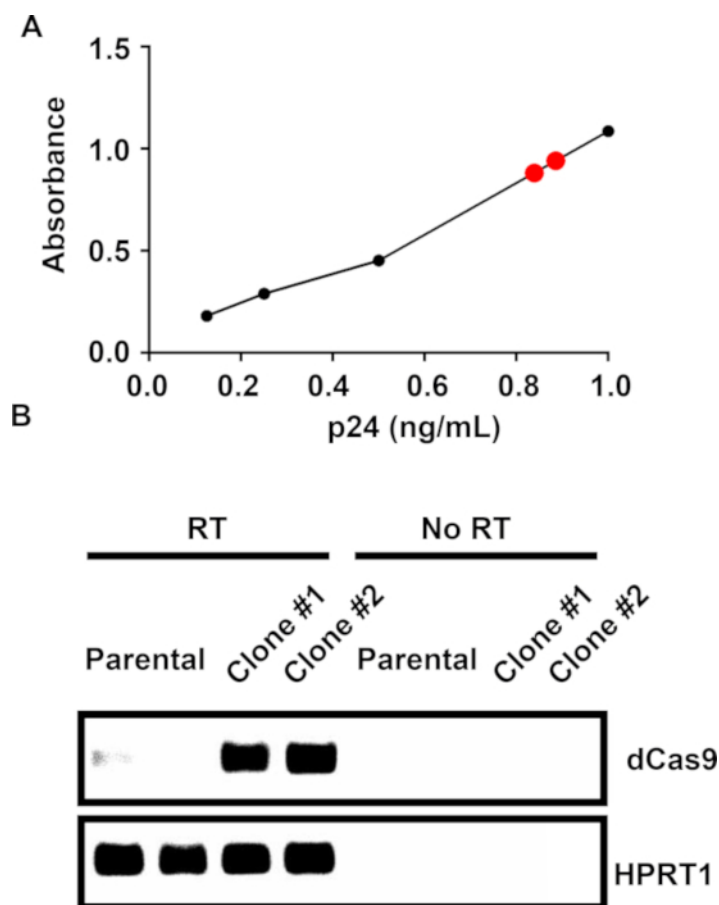 A
1.5
1.0
0.5
0.0
Absorbance
0.0 0.2 0.4 0.6 0.8 1.0
p24 (ng/mL)
B
RT No RT
Parental Clone #1 Clone #2 Parental Clone #1 Clone #2
dCas9
HPRT1